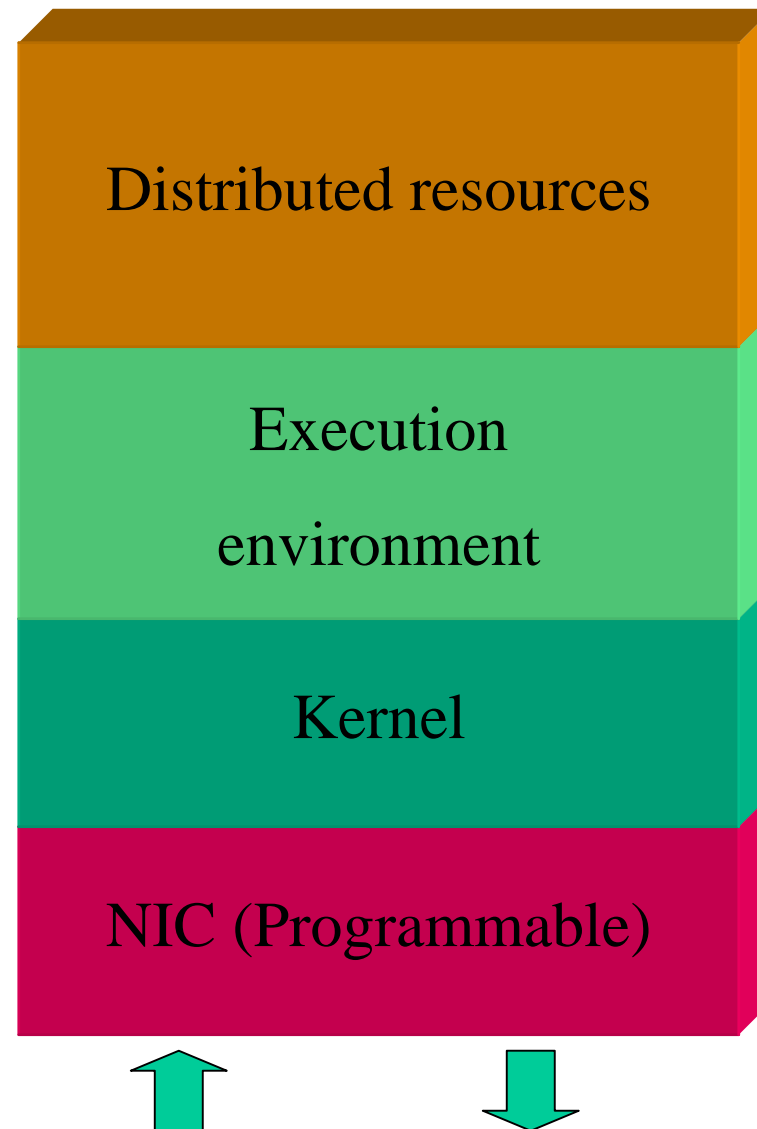 Distributed resources
Execution
environment
Kernel
NIC (Programmable)